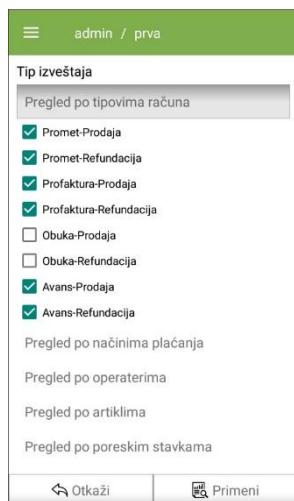 admin / prva
Tip izveštaja
Pregled po tipovima računa
Promet-Prodaja
Promet-Refundacija
Profaktura-Prodaja
Profaktura-Refundacija
Obuka-Prodaja
Obuka-Refundacija
Avans-Prodaja
Avans-Refundacija
Pregled po načinima plaćanja
Pregled po operaterima
Pregled po artiklima
Pregled po poreskim stavkama
Otkaži Primeni